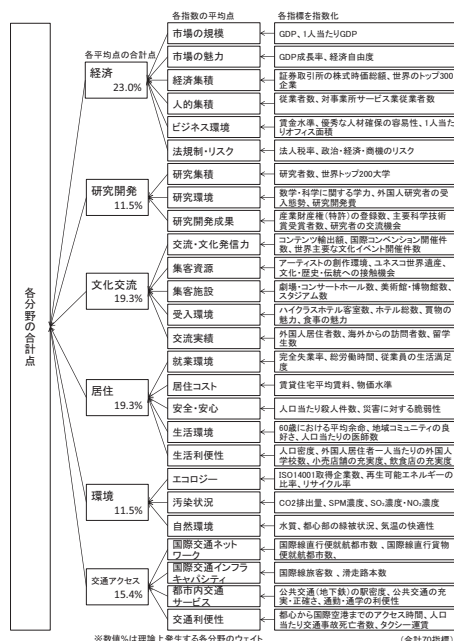 各指数の平均点
各指標を指数化
各平均点の合計点
各分野の合計点
経済
23.0%
市場の規模
GDP、1人当たりGDP
市場の魅力
GDP成長率、経済自由度
経済集積
証券取引所の株式時価総額、世界のトップ300
企業
人的集積
従業者数、対事業所サービス業従業者数
ビジネス環境
賃金水準、優秀な人材確保の容易性、1人当た
りオフィス面積
法規制・リスク
法人税率、政治・経済・商機のリスク
研究開発
11.5%
研究集積
研究者数、世界トップ200大学
研究環境
数学・科学に関する学力、外国人研究者の受
入態勢、研究開発費
研究開発成果
産業財産権(特許)の登録数、主要科学技術
賞受賞者数、研究者の交流機会
文化交流
19.3%
交流・文化発信力
コンテンツ輸出額、国際コンベンション開催件
数、世界主要な文化イベント開催件数
集客資源
アーティストの創作環境、ユネスコ世界遺産、
文化・歴史・伝統への接触機会
集客施設
劇場・コンサートホール数、美術館・博物館数、
スタジアム数
受入環境
ハイクラスホテル客室数、ホテル総数、買物の
魅力、食事の魅力
交流実績
外国人居住者数、海外からの訪問者数、留学
生数
居住
19.3%
就業環境
完全失業率、総労働時間、従業員の生活満足
度
居住コスト
賃貸住宅平均賃料、物価水準
安全・安心
人口当たり殺人件数、災害に対する脆弱性
生活環境
60歳における平均余命、地域コミュニティの良
好さ、人口当たりの医師数
生活利便性
人口密度、外国人居住者一人当たりの外国人
学校数、小売店舗の充実度、飲食店の充実度
環境
11.5%
エコロジー
ISO14001取得企業数、再生可能エネルギーの
比率、リサイクル率
汚染状況
CO2排出量、SPM濃度、SO₂濃度・NO₂濃度
自然環境
水質、都心部の緑被状況、気温の快適性
交通アクセス
15.4%
国際交通ネット
ワーク
国際線直行便就航都市数、国際線直行貨物
便就航都市数、
国際交通インフラ
キャパシティ
国際線旅客数、滑走路本数
都市内交通
サービス
公共交通(地下鉄)の駅密度、公共交通の充
実・正確さ、通勤・通学の利便性
交通利便性
都心から国際空港までのアクセス時間、人口
当たり交通事故死亡者数、タクシー運賃
※数値%は理論上発生する各分野のウェイト
(合計70指標)